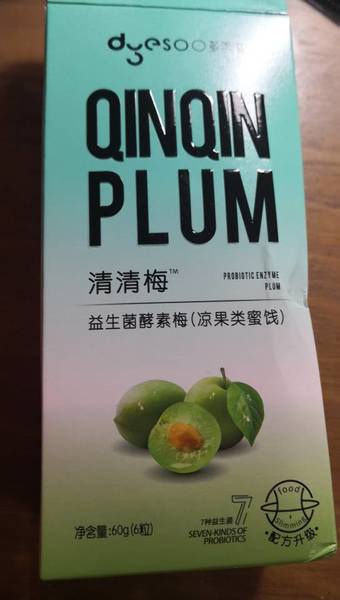 dyesoo
QINQIN
PLUM
清清梅™
PROBIOTIC ENZYME
PLUM
益生菌酵素梅(凉果类蜜饯)
净含量:60g(6粒)
7种益生菌 7
SEVEN-KINDS OF
PROBIOTICS
food
slimming
·配方升级·